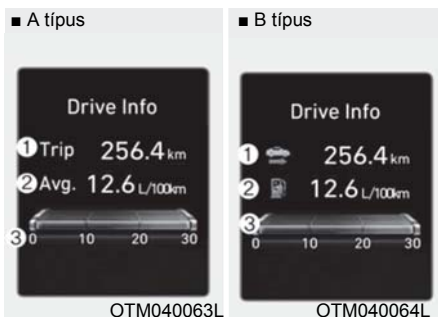 ■ A típus
Drive Info
① Trip 256.4 km
② Avg. 12.6 L/100km
③ 0 10 20 30
OTM040063L
■ B típus
Drive Info
① 256.4 km
② 12.6 L/100km
③ 0 10 20 30
OTM040064L